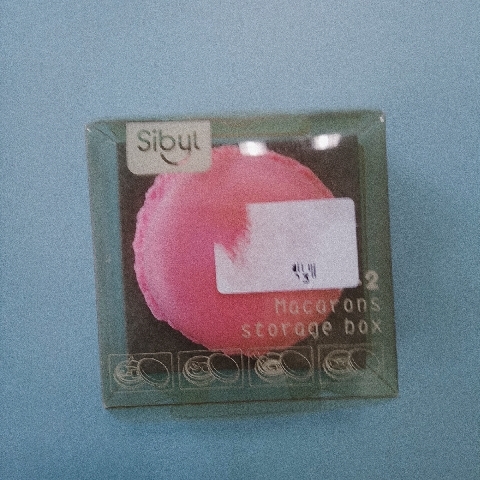 Sibyl
2
Macarons
storage box